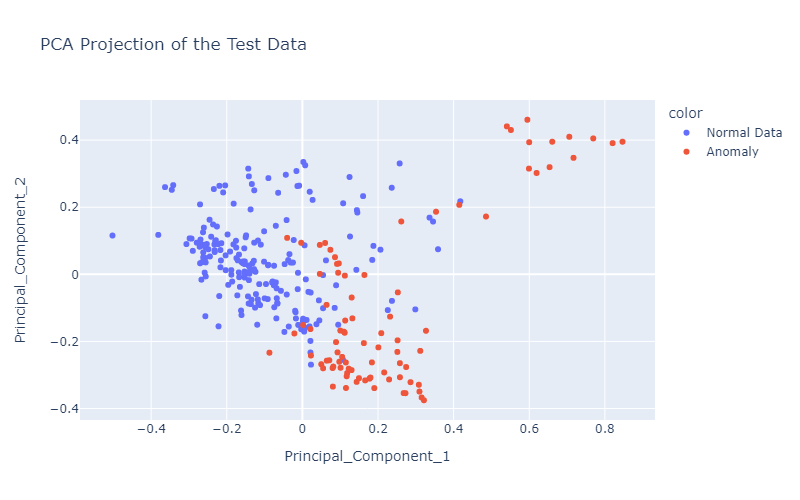 PCA Projection of the Test Data
color
Normal Data
Anomaly
Principal_Component_2
0.4
0.2
0
−0.2
−0.4
−0.4 −0.2 0 0.2 0.4 0.6 0.8
Principal_Component_1